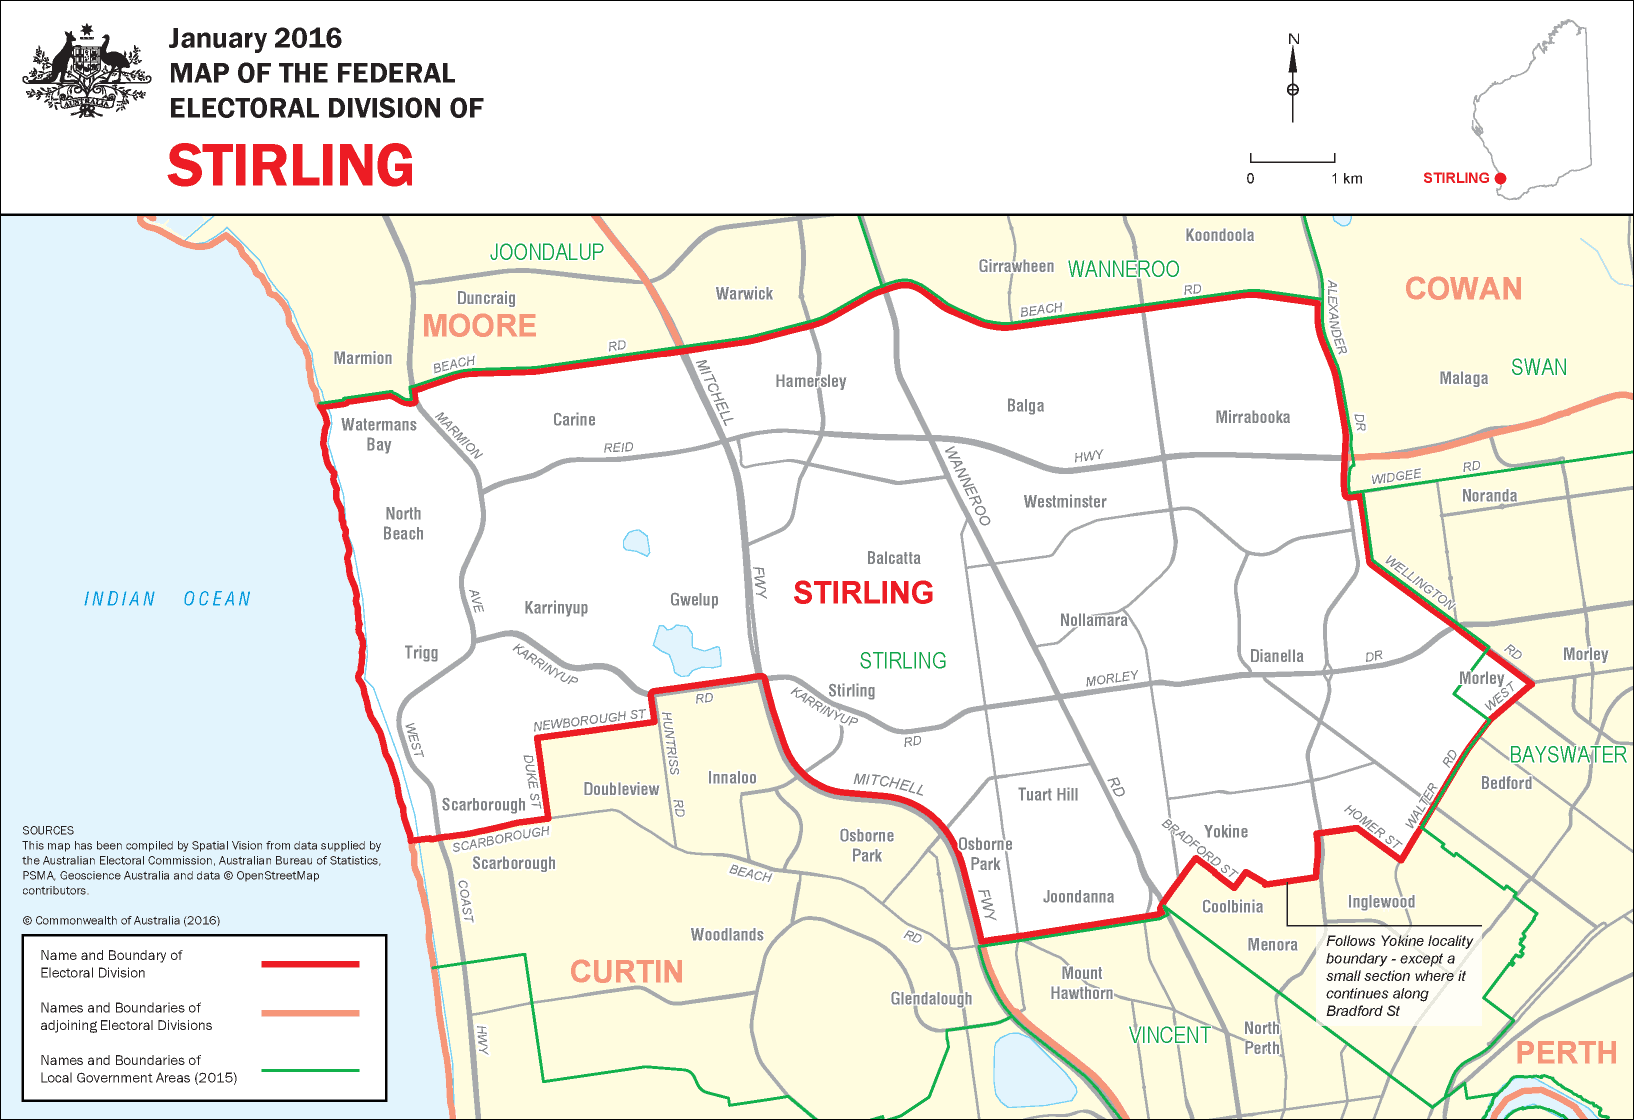 January 2016
MAP OF THE FEDERAL
ELECTORAL DIVISION OF
STIRLING
AUSTRALIA
N
0 1 km
STIRLING
JOONDALUP
Koondoola
Girrawheen
WANNEROO
COWAN
Duncraig
MOORE
Warwick
BEACH RD
ALEXANDER
Marmion
BEACH RD
MITCHELL
Malaga
SWAN
Hamersley
Balga
Mirrabooka
DR
Watermans
Bay
MARMION
Carine
REID
WANNEROO
HWY
WIDGEE RD
Noranda
North
Beach
Westminster
Balcatta
STIRLING
FWY
WELLINGTON
INDIAN OCEAN
AVE
Karrinyup
Gwelup
Nollamara
Trigg
KARRINYUP
STIRLING
Dianella
DR
RD
Morley
Morley
WEST
Stirling
KARRINYUP
MORLEY
RD
NEWBOROUGH ST
HUNTRISS
RD
WEST
DUKE ST
RD
BAYSWATER
Doubleview
Innaloo
MITCHELL
Tuart Hill
RD
Bedford
Scarborough
RD
WALTER
HOMER ST
SCARBOROUGH
Scarborough
BEACH
Osborne
Park
Osborne
Park
Yokine
BRADFORD ST
COAST
FWY
Joondanna
Coolbinia
Inglewood
Woodlands
RD
Menora
CURTIN
Glendalough
Mount
Hawthorn
Follows Yokine locality
boundary - except a
small section where it
continues along
Bradford St
HWY
VINCENT
North
Perth
PERTH
SOURCES
This map has been compiled by Spatial Vision from data supplied by
the Australian Electoral Commission, Australian Bureau of Statistics,
PSMA, Geoscience Australia and data © OpenStreetMap
contributors.
© Commonwealth of Australia (2016)
Name and Boundary of
Electoral Division
Names and Boundaries of
adjoining Electoral Divisions
Names and Boundaries of
Local Government Areas (2015)